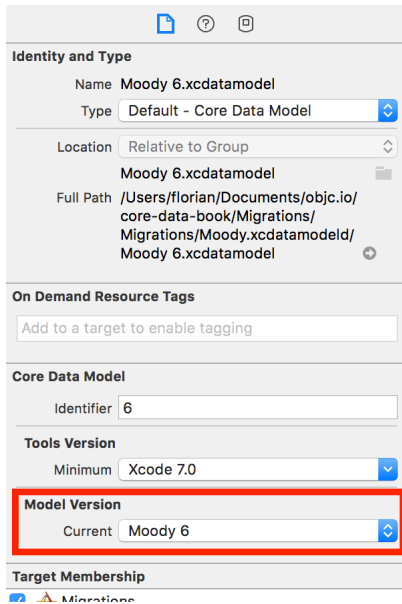 Identity and Type
Name Moody 6.xcdatamodel
Type Default - Core Data Model
Location Relative to Group
Moody 6.xcdatamodel
Full Path /Users/florian/Documents/objc.io/
core-data-book/Migrations/
Migrations/Moody.xcdatamodeld/
Moody 6.xcdatamodel
On Demand Resource Tags
Add to a target to enable tagging
Core Data Model
Identifier 6
Tools Version
Minimum Xcode 7.0
Model Version
Current Moody 6
Target Membership
Migrations